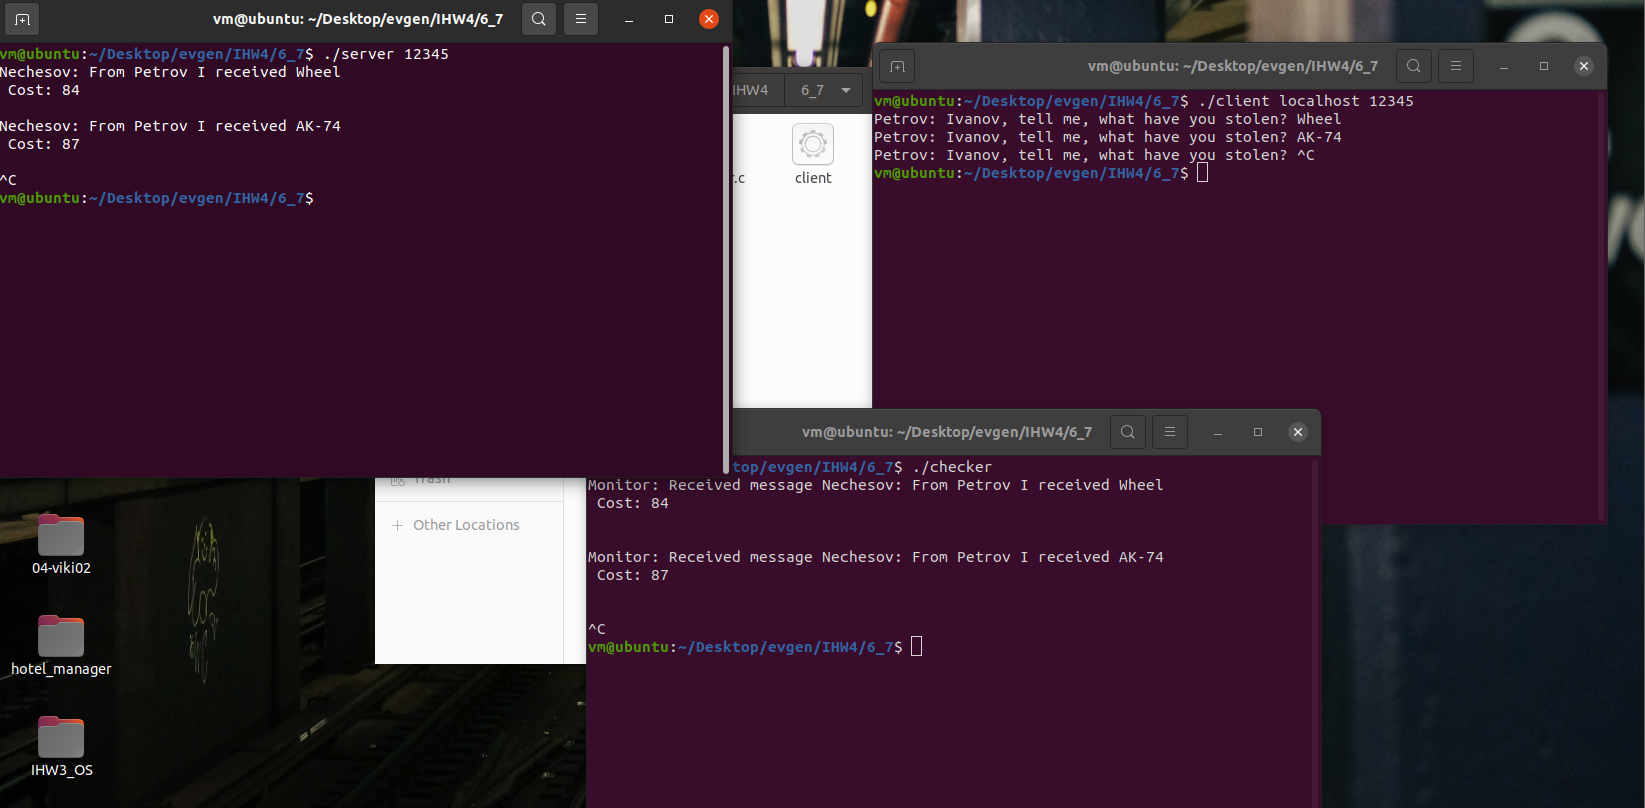 vm@ubuntu: ~/Desktop/evgen/IHW4/6_7
vm@ubuntu:~/Desktop/evgen/IHW4/6_7$ ./server 12345
Nechesov: From Petrov I received Wheel
Cost: 84
Nechesov: From Petrov I received AK-74
Cost: 87
^C
vm@ubuntu:~/Desktop/evgen/IHW4/6_7$
IHW4
6_7
r.c
client
vm@ubuntu: ~/Desktop/evgen/IHW4/6_7
vm@ubuntu:~/Desktop/evgen/IHW4/6_7$ ./client localhost 12345
Petrov: Ivanov, tell me, what have you stolen? Wheel
Petrov: Ivanov, tell me, what have you stolen? AK-74
Petrov: Ivanov, tell me, what have you stolen? ^C
vm@ubuntu:~/Desktop/evgen/IHW4/6_7$
Trash
Other Locations
vm@ubuntu: ~/Desktop/evgen/IHW4/6_7
top/evgen/IHW4/6_7$ ./checker
Monitor: Received message Nechesov: From Petrov I received Wheel
Cost: 84
Monitor: Received message Nechesov: From Petrov I received AK-74
Cost: 87
^C
vm@ubuntu:~/Desktop/evgen/IHW4/6_7$
04-viki02
hotel_manager
IHW3_OS